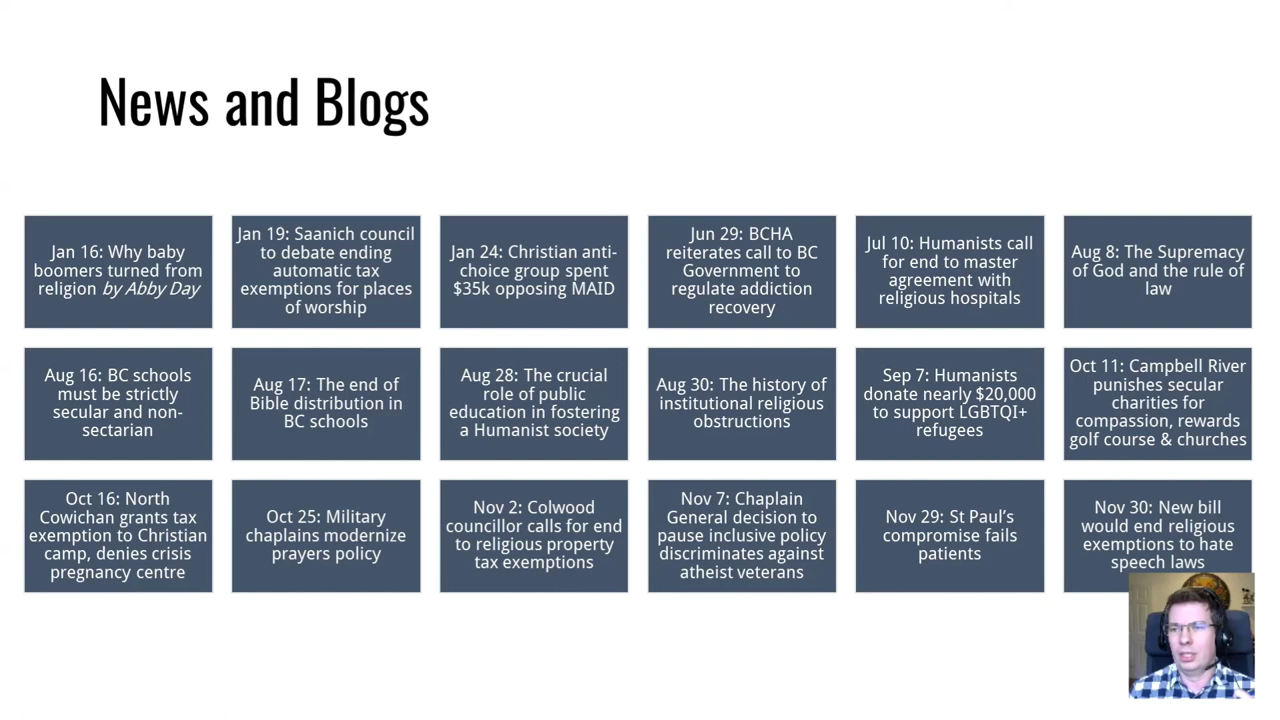 News and Blogs
Jan 16: Why baby
boomers turned from
religion by Abby Day
Jan 19: Saanich council
to debate ending
automatic tax
exemptions for places
of worship
Jan 24: Christian anti-
choice group spent
$35k opposing MAID
Jun 29: BCHA
reiterates call to BC
Government to
regulate addiction
recovery
Jul 10: Humanists call
for end to master
agreement with
religious hospitals
Aug 8: The Supremacy
of God and the rule of
law
Aug 16: BC schools
must be strictly
secular and non-
sectarian
Aug 17: The end of
Bible distribution in
BC schools
Aug 28: The crucial
role of public
education in fostering
a Humanist society
Aug 30: The history of
institutional religious
obstructions
Sep 7: Humanists
donate nearly $20,000
to support LGBTQI+
refugees
Oct 11: Campbell River
punishes secular
charities for
compassion, rewards
golf course & churches
Oct 16: North
Cowichan grants tax
exemption to Christian
camp, denies crisis
pregnancy centre
Oct 25: Military
chaplains modernize
prayers policy
Nov 2: Colwood
councillor calls for end
to religious property
tax exemptions
Nov 7: Chaplain
General decision to
pause inclusive policy
discriminates against
atheist veterans
Nov 29: St Paul’s
compromise fails
patients
Nov 30: New bill
would end religious
exemptions to hate
speech laws